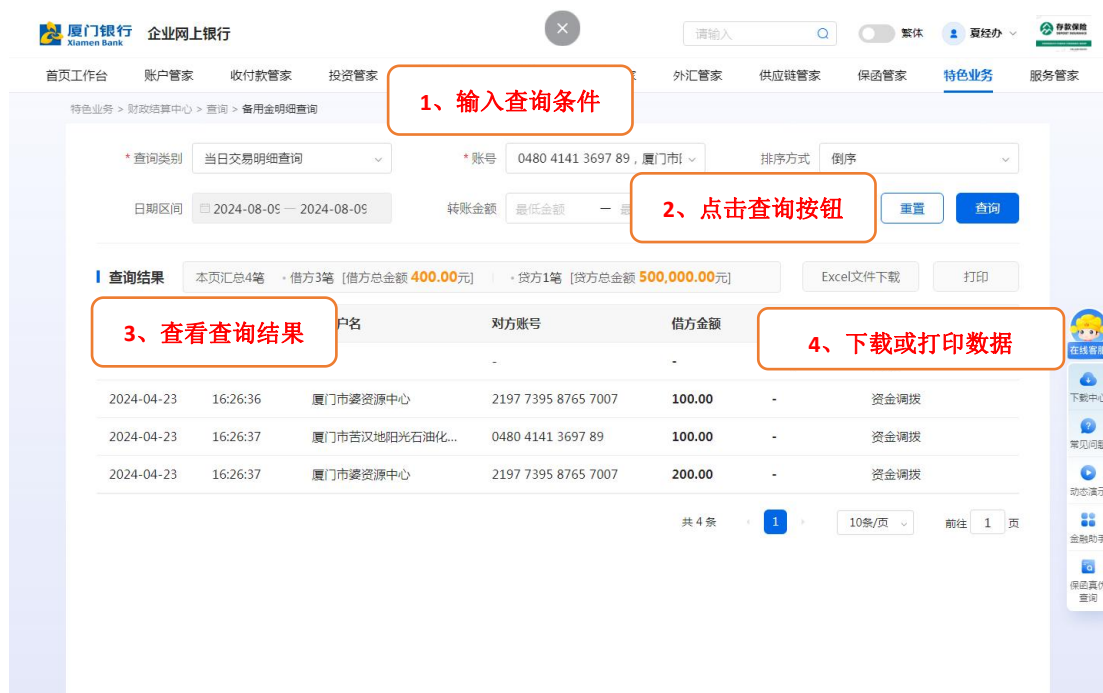 厦门银行 企业网上银行 请输入 繁体 夏经办 存款保险
Xiamen Bank
首页工作台 账户管家 收付款管家 投资管家 外汇管家 供应链管家 保函管家 特色业务 服务管家
特色业务 > 财政结算中心 > 查询 > 备用金明细查询
1、输入查询条件
* 查询类别 当日交易明细查询 * 账号 0480 4141 3697 89 , 厦门市 排序方式 倒序
日期区间 2024-08-09 — 2024-08-09 转账金额 最低金额 — 重置 查询
2、点击查询按钮
查询结果 本页汇总4笔 · 借方3笔 [借方总金额 400.00元] · 贷方1笔 [贷方总金额 500,000.00元] Excel文件下载 打印
户名 对方账号 借方金额
3、查看查询结果
4、下载或打印数据
- -
2024-04-23 16:26:36 厦门市婆资源中心 2197 7395 8765 7007 100.00 - 资金调拨
2024-04-23 16:26:37 厦门市苦汉地阳光石油化... 0480 4141 3697 89 100.00 - 资金调拨
2024-04-23 16:26:37 厦门市婆资源中心 2197 7395 8765 7007 200.00 - 资金调拨
共 4 条 1 10条/页 前往 1 页
在线客服
下载中心
常见问题
动态演示
金融助手
保函真伪
查询